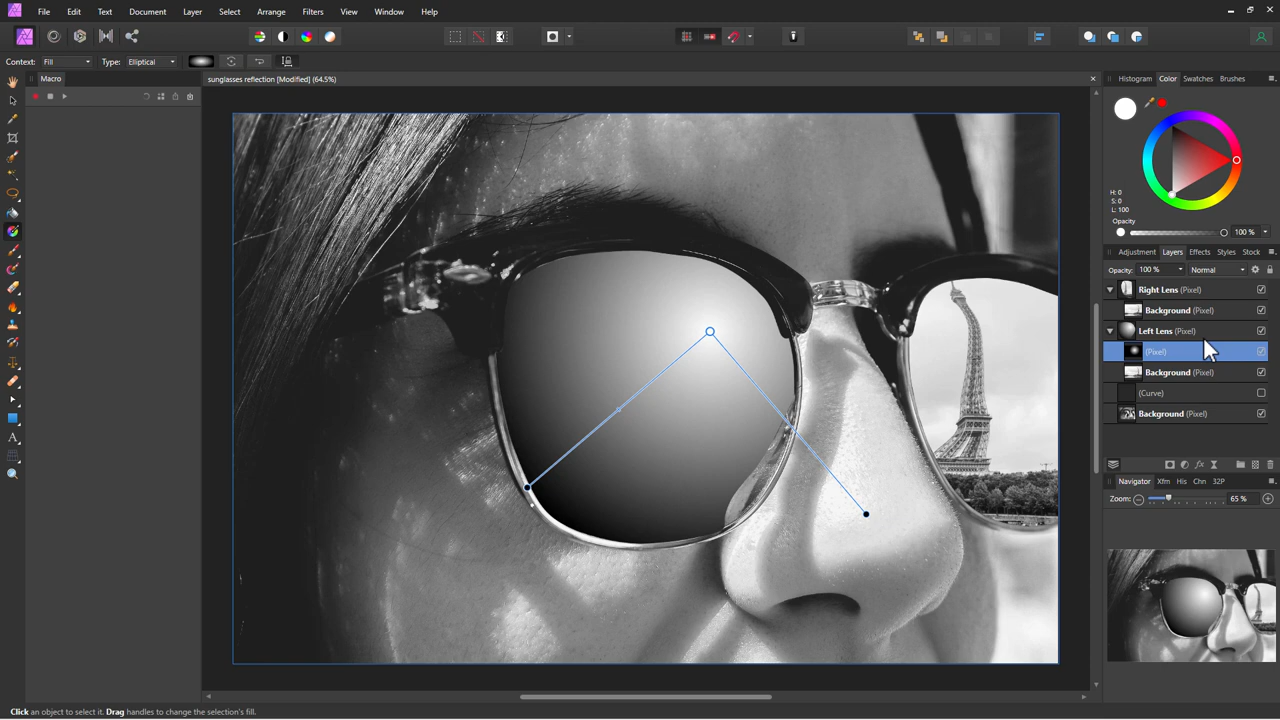 File Edit Text Document Layer Select Arrange Filters View Window Help
Context: Fill Type: Elliptical
Macro
sunglasses reflection [Modified] (64.5%)
Histogram Color Swatches Brushes
H: 0
S: 0
L: 100
Opacity
100 %
Adjustment Layers Effects Styles Stock
Opacity: 100 % Normal
Right Lens (Pixel)
Background (Pixel)
Left Lens (Pixel)
(Pixel)
Background (Pixel)
(Curve)
Background (Pixel)
Navigator Xfm His Chn 32P
Zoom: 65 %
Click an object to select it. Drag handles to change the selection's fill.